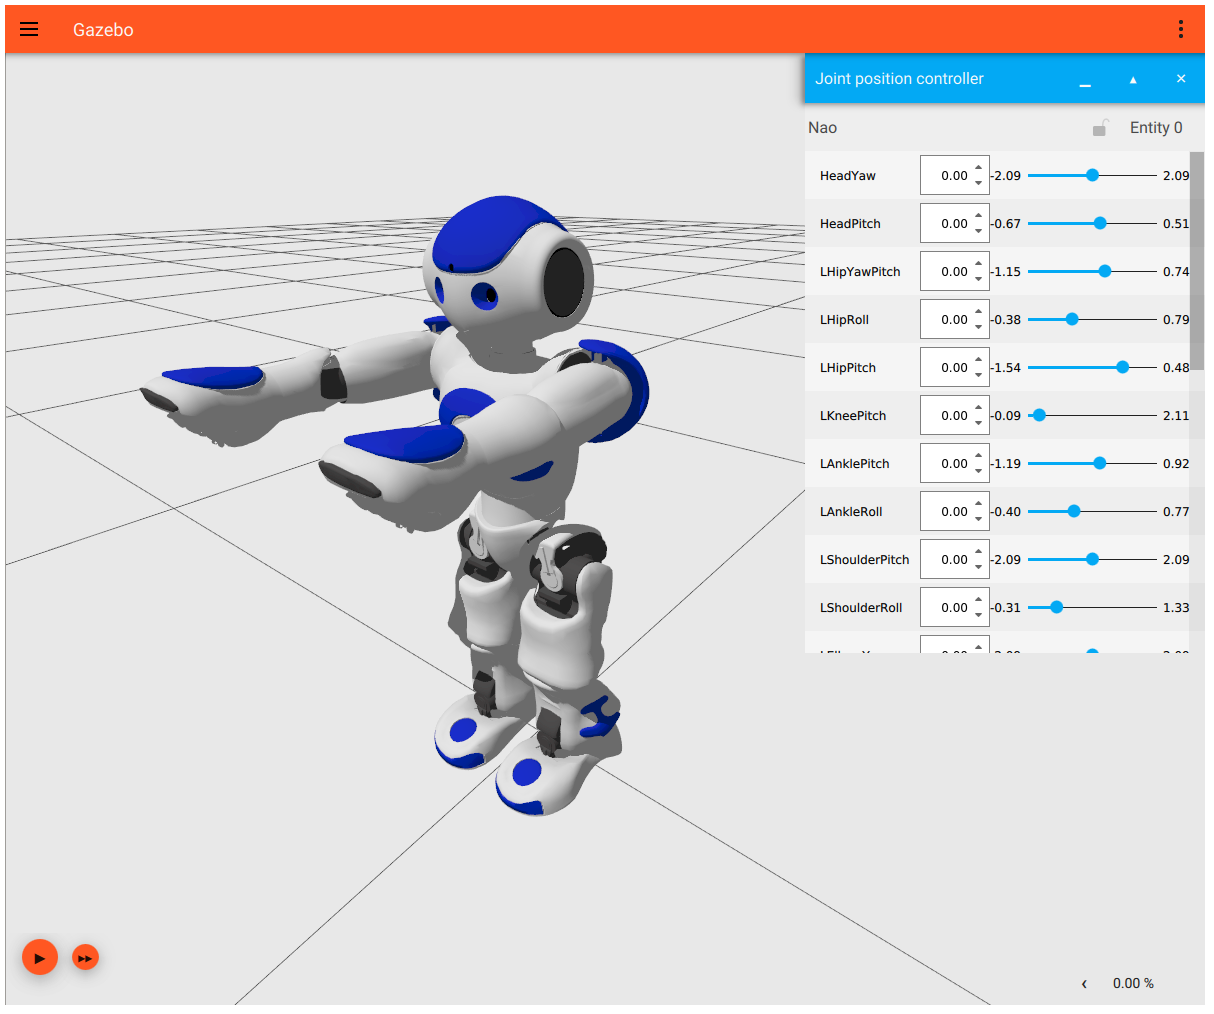 Gazebo
Joint position controller
Nao Entity 0
HeadYaw 0.00 -2.09 2.09
HeadPitch 0.00 -0.67 0.51
LHipYawPitch 0.00 -1.15 0.74
LHipRoll 0.00 -0.38 0.79
LHipPitch 0.00 -1.54 0.48
LKneePitch 0.00 -0.09 2.11
LAnklePitch 0.00 -1.19 0.92
LAnkleRoll 0.00 -0.40 0.77
LShoulderPitch 0.00 -2.09 2.09
LShoulderRoll 0.00 -0.31 1.33
0.00 %